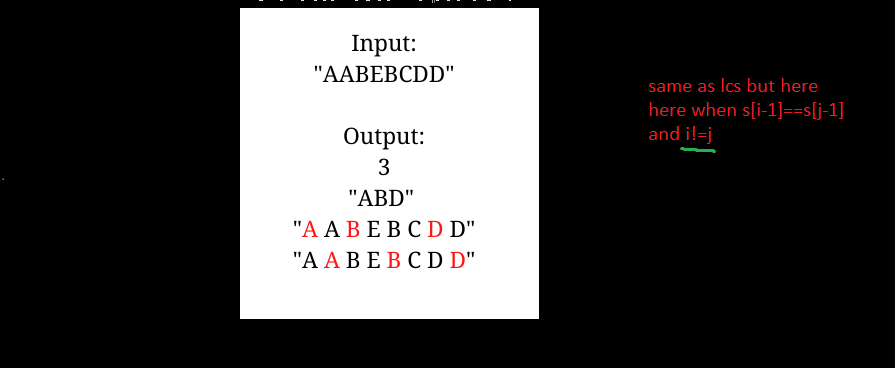 Input:
"AABEBCDD"
Output:
3
"ABD"
"A A B E B C D D"
"A A B E B C D D"
same as lcs but here
here when s[i-1]==s[j-1]
and i!=j